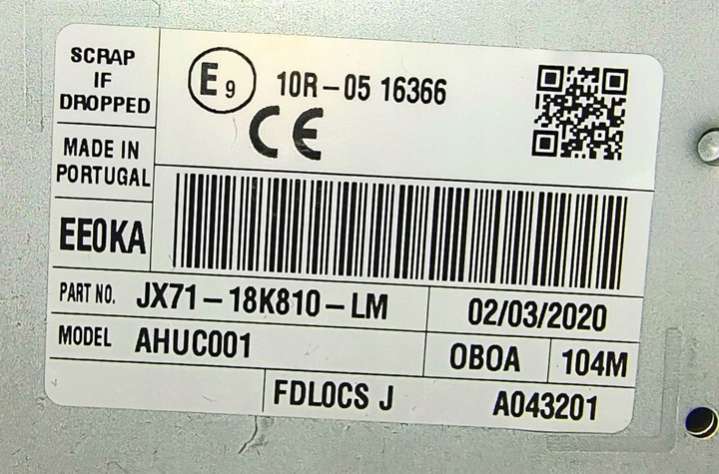 SCRAP
IF
DROPPED
E9 10R-05 16366
CE
MADE IN
PORTUGAL
EE0KA
PART NO. JX71-18K810-LM 02/03/2020
MODEL AHUC001 OBOA 104M
FDLOCS J A043201